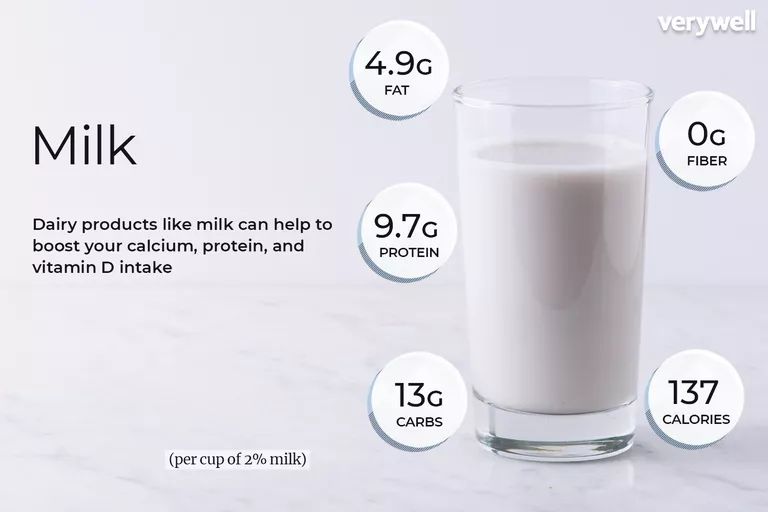 verywell
Milk
Dairy products like milk can help to
boost your calcium, protein, and
vitamin D intake
4.9G
FAT
0G
FIBER
9.7G
PROTEIN
13G
CARBS
137
CALORIES
(per cup of 2% milk)